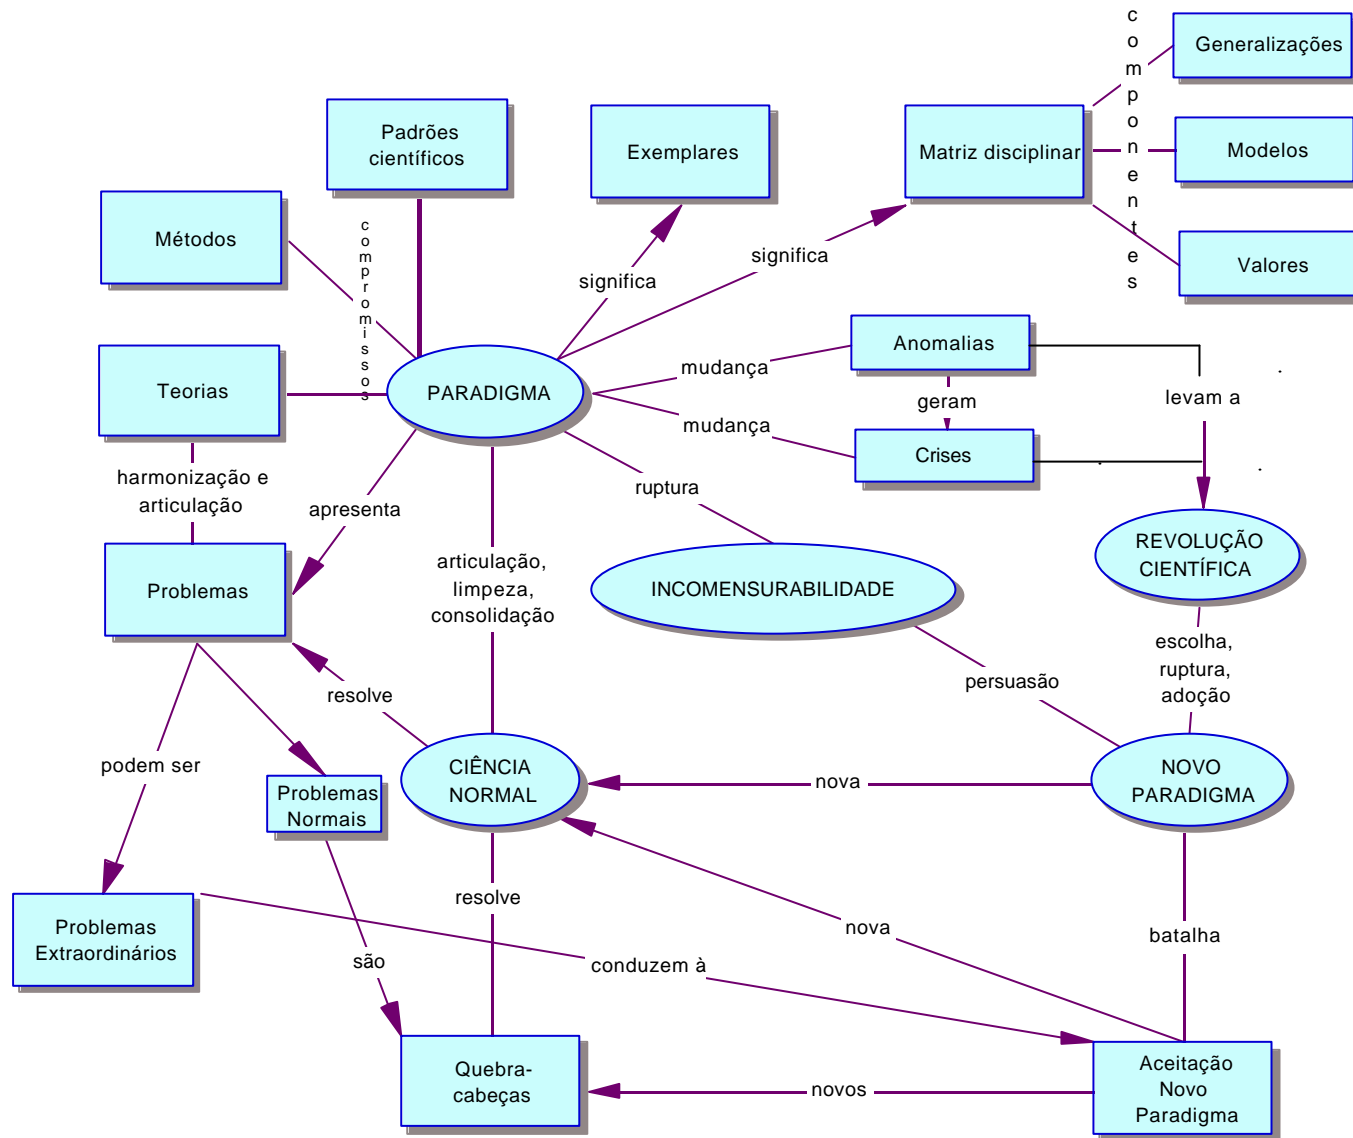 componentes
Generalizações
Padrões
científicos
Exemplares
Matriz disciplinar
Modelos
Métodos
compromissos
significa
significa
Valores
Anomalias
mudança
Teorias
PARADIGMA
geram
levam a
mudança
Crises
harmonização e
articulação
ruptura
apresenta
REVOLUÇÃO
CIENTÍFICA
articulação,
limpeza,
consolidação
Problemas
INCOMENSURABILIDADE
escolha,
ruptura,
adoção
resolve
persuasão
podem ser
CIÊNCIA
NORMAL
nova
NOVO
PARADIGMA
Problemas
Normais
resolve
Problemas
Extraordinários
nova
batalha
são
conduzem à
Quebra-
cabeças
novos
Aceitação
Novo
Paradigma